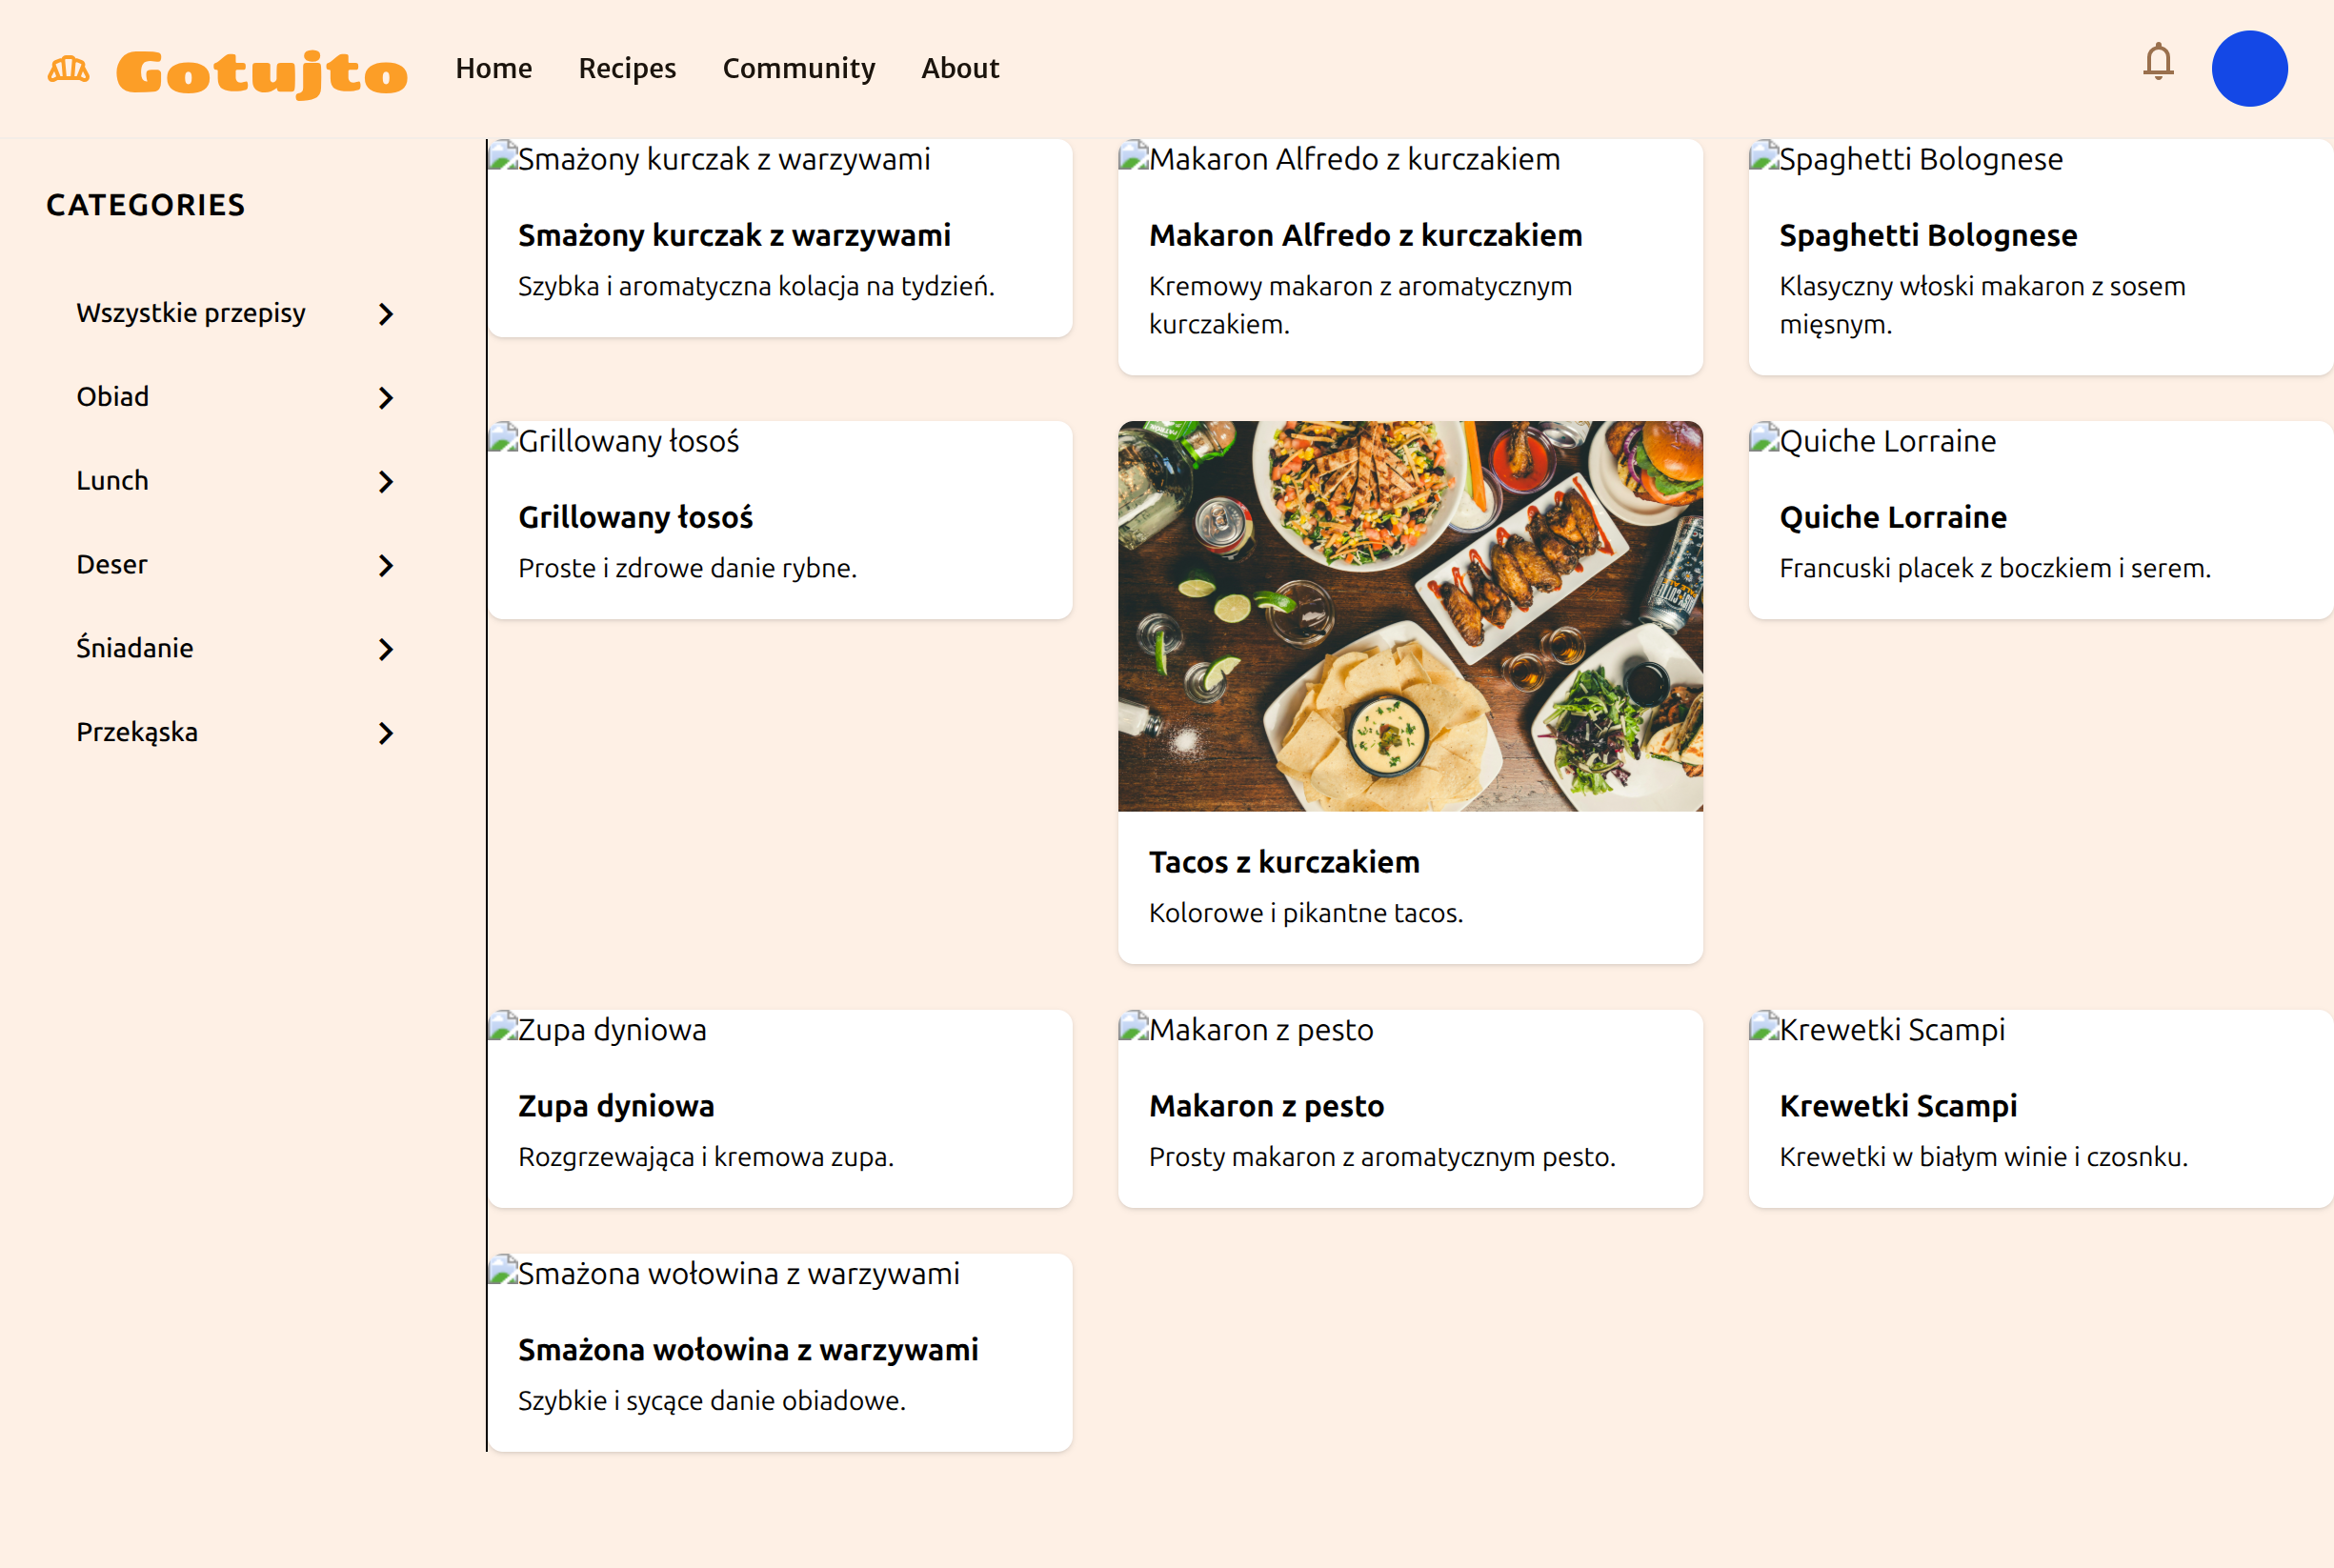 Gotujto
Home
Recipes
Community
About
CATEGORIES
Wszystkie przepisy
Obiad
Lunch
Deser
Śniadanie
Przekąska
Smażony kurczak z warzywami
Smażony kurczak z warzywami
Szybka i aromatyczna kolacja na tydzień.
Makaron Alfredo z kurczakiem
Makaron Alfredo z kurczakiem
Kremowy makaron z aromatycznym
kurczakiem.
Spaghetti Bolognese
Spaghetti Bolognese
Klasyczny włoski makaron z sosem
mięsnym.
Grillowany łosoś
Grillowany łosoś
Proste i zdrowe danie rybne.
Tacos z kurczakiem
Kolorowe i pikantne tacos.
Quiche Lorraine
Quiche Lorraine
Francuski placek z boczkiem i serem.
Zupa dyniowa
Zupa dyniowa
Rozgrzewająca i kremowa zupa.
Makaron z pesto
Makaron z pesto
Prosty makaron z aromatycznym pesto.
Krewetki Scampi
Krewetki Scampi
Krewetki w białym winie i czosnku.
Smażona wołowina z warzywami
Smażona wołowina z warzywami
Szybkie i sycące danie obiadowe.